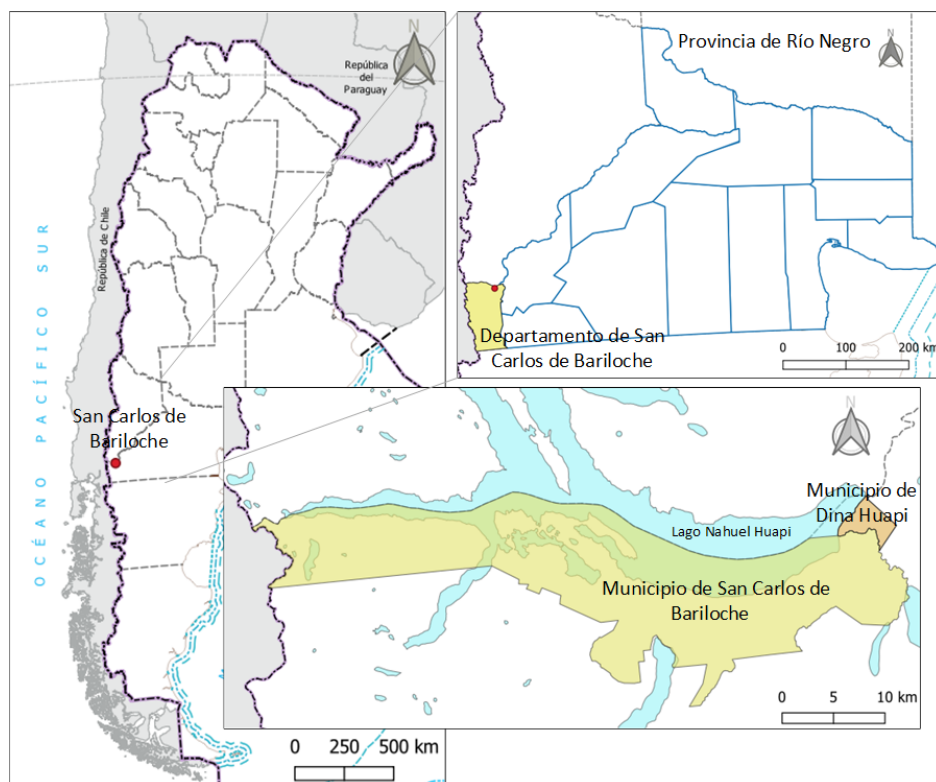 N
República
del
Paraguay
República de Chile
OCÉANO PACÍFICO SUR
San Carlos de
Bariloche
0 250 500 km
Provincia de Río Negro
N
Departamento de San
Carlos de Bariloche
0 100 200 km
N
Municipio de
Dina Huapi
Lago Nahuel Huapi
Municipio de San Carlos de
Bariloche
0 5 10 km